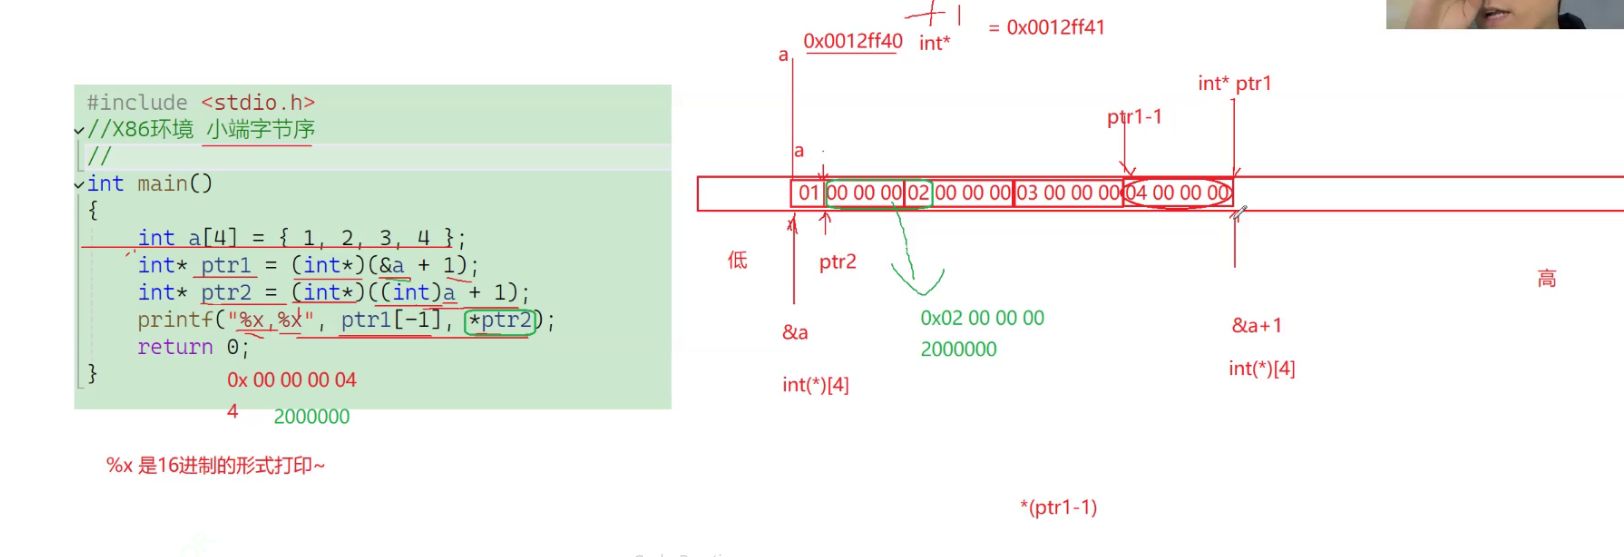 #include <stdio.h>
//X86环境 小端字节序
//
int main()
{
int a[4] = { 1, 2, 3, 4 };
int* ptr1 = (int*)(&a + 1);
int* ptr2 = (int*)((int)a + 1);
printf("%x,%x", ptr1[-1], *ptr2);
return 0;
}
0x 00 00 00 04
4
2000000
%x 是16进制的形式打印~
+1
0x0012ff40 int* = 0x0012ff41
a
int* ptr1
ptr1-1
a
01 00 00 00 02 00 00 00 03 00 00 00 04 00 00 00
低
ptr2
高
0x02 00 00 00
2000000
&a
int(*)[4]
&a+1
int(*)[4]
*(ptr1-1)